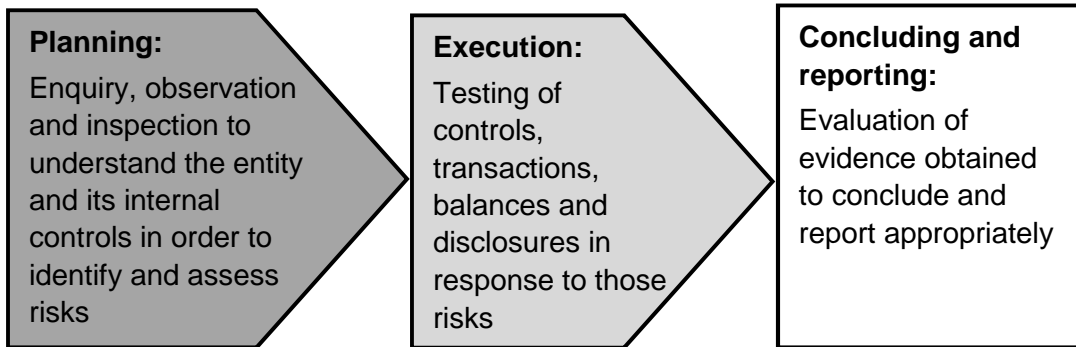 Planning:
Enquiry, observation
and inspection to
understand the entity
and its internal
controls in order to
identify and assess
risks
Execution:
Testing of
controls,
transactions,
balances and
disclosures in
response to those
risks
Concluding and
reporting:
Evaluation of
evidence obtained
to conclude and
report appropriately